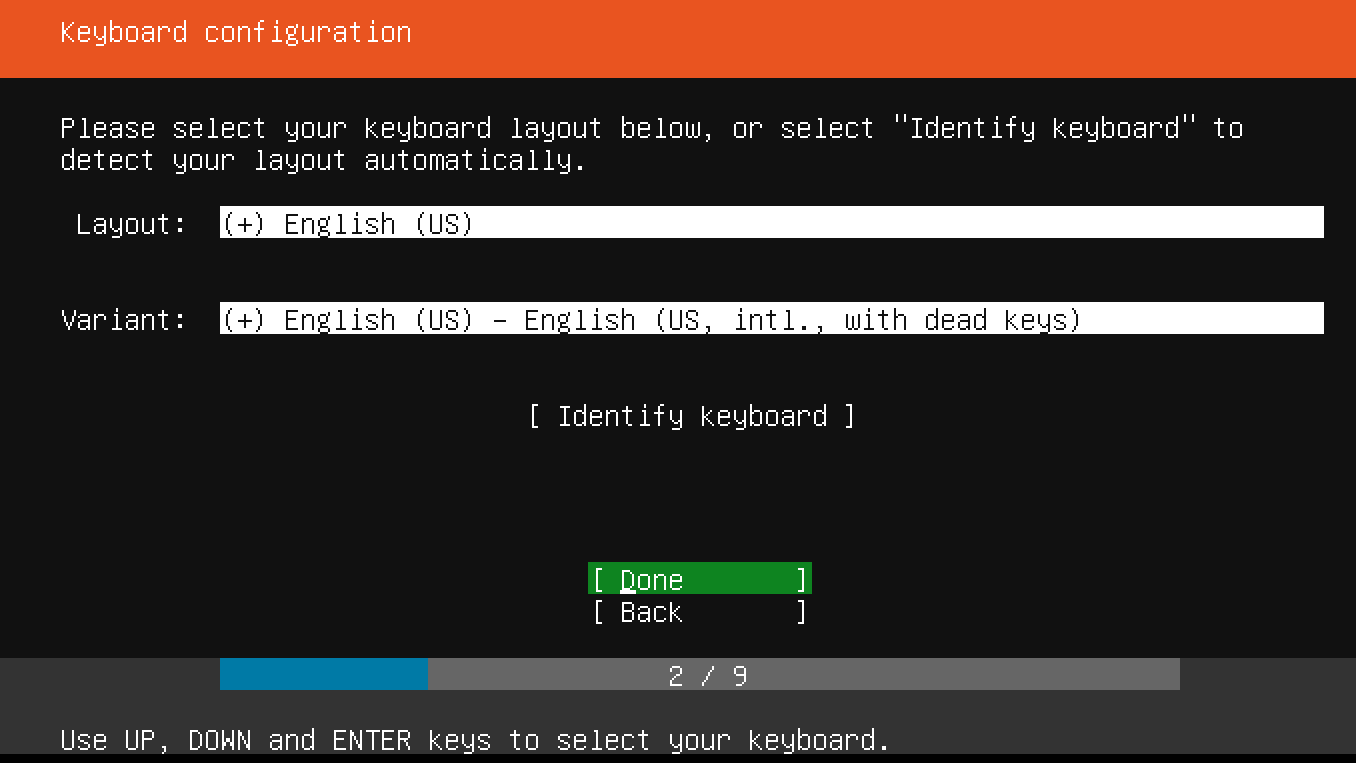 Keyboard configuration
Please select your keyboard layout below, or select "Identify keyboard" to
detect your layout automatically.
Layout: (+) English (US)
Variant: (+) English (US) - English (US, intl., with dead keys)
[ Identify keyboard ]
[ Done ]
[ Back ]
2 / 9
Use UP, DOWN and ENTER keys to select your keyboard.